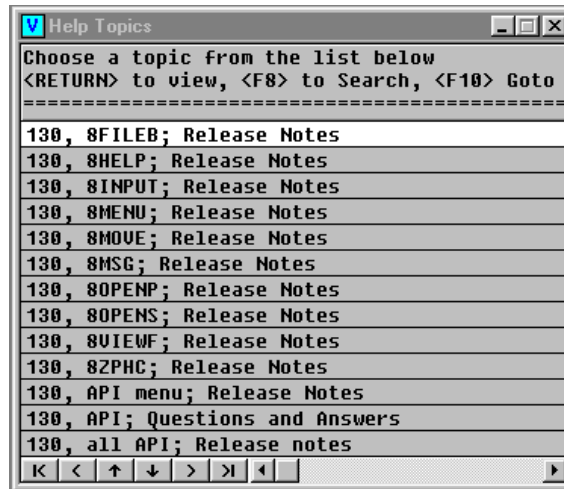 V Help Topics
Choose a topic from the list below
<RETURN> to view, <F8> to Search, <F10> Goto
============================================
130, 8FILEB; Release Notes
130, 8HELP; Release Notes
130, 8INPUT; Release Notes
130, 8MENU; Release Notes
130, 8MOVE; Release Notes
130, 8MSG; Release Notes
130, 8OPENP; Release Notes
130, 8OPENS; Release Notes
130, 8VIEWF; Release Notes
130, 8ZPHC; Release Notes
130, API menu; Release Notes
130, API; Questions and Answers
130, all API; Release notes